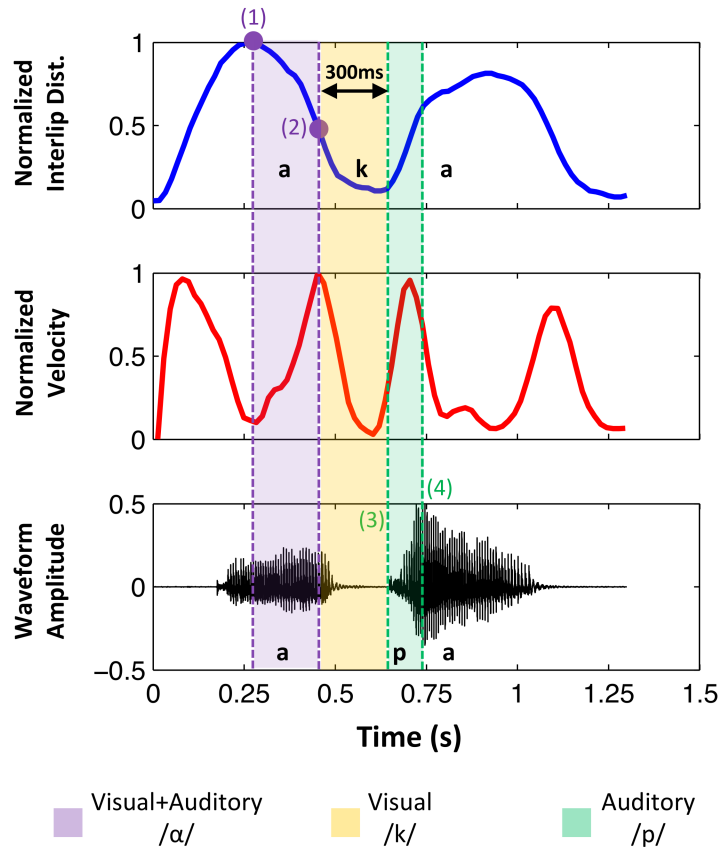 (1)
Normalized
Interlip Dist.
1
0.5
0
300ms
(2)
a
k
a
Normalized
Velocity
1
0.5
0
Waveform
Amplitude
0.5
0
−0.5
(3)
(4)
a
p
a
0
0.25
0.5
0.75
1
1.25
1.5
Time (s)
Visual+Auditory
/α/
Visual
/k/
Auditory
/p/